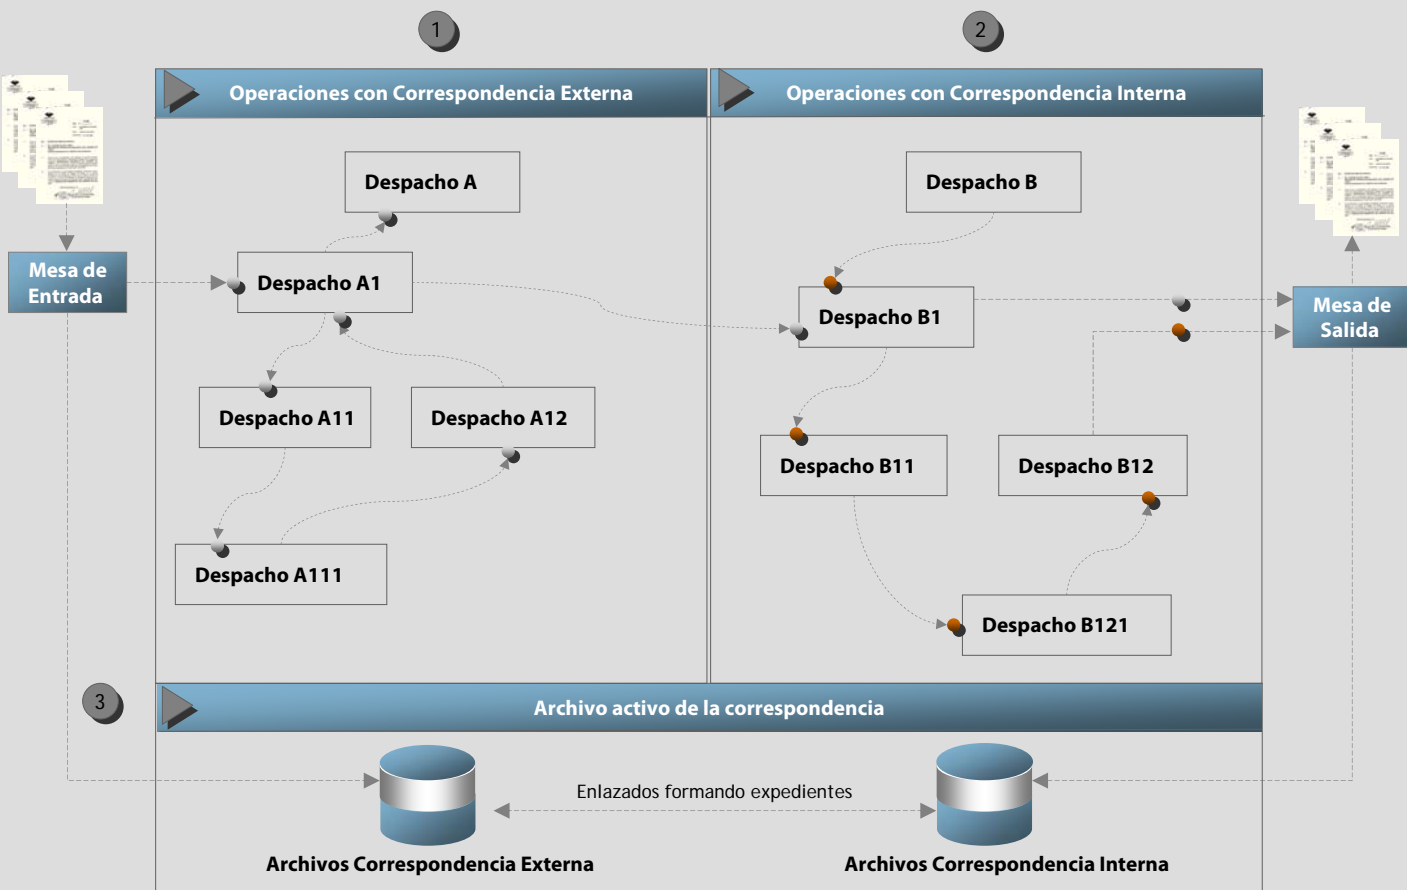 1
2
Operaciones con Correspondencia Externa
Operaciones con Correspondencia Interna
Despacho A
Despacho B
Mesa de
Entrada
Despacho A1
Despacho B1
Mesa de
Salida
Despacho A11
Despacho A12
Despacho B11
Despacho B12
Despacho A111
Despacho B121
3
Archivo activo de la correspondencia
Enlazados formando expedientes
Archivos Correspondencia Externa
Archivos Correspondencia Interna